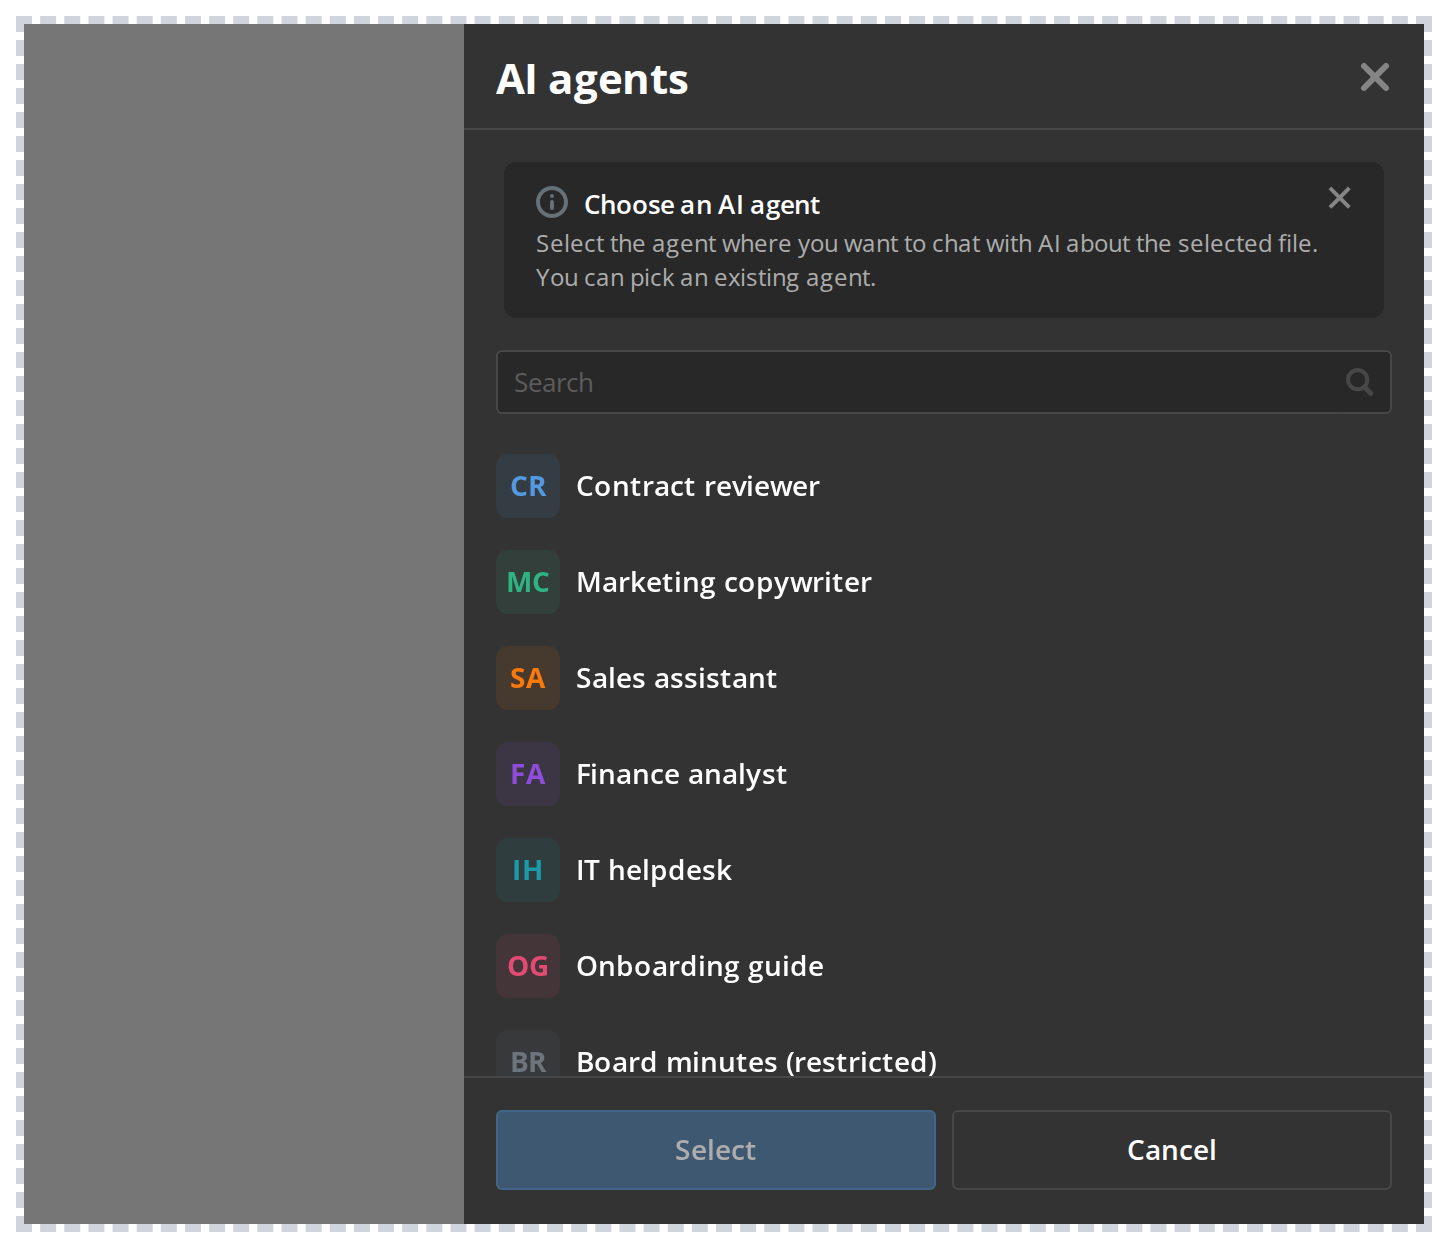 AI agents
Choose an AI agent
Select the agent where you want to chat with AI about the selected file.
You can pick an existing agent.
Search
CR Contract reviewer
MC Marketing copywriter
SA Sales assistant
FA Finance analyst
IH IT helpdesk
OG Onboarding guide
BR Board minutes (restricted)
Select Cancel